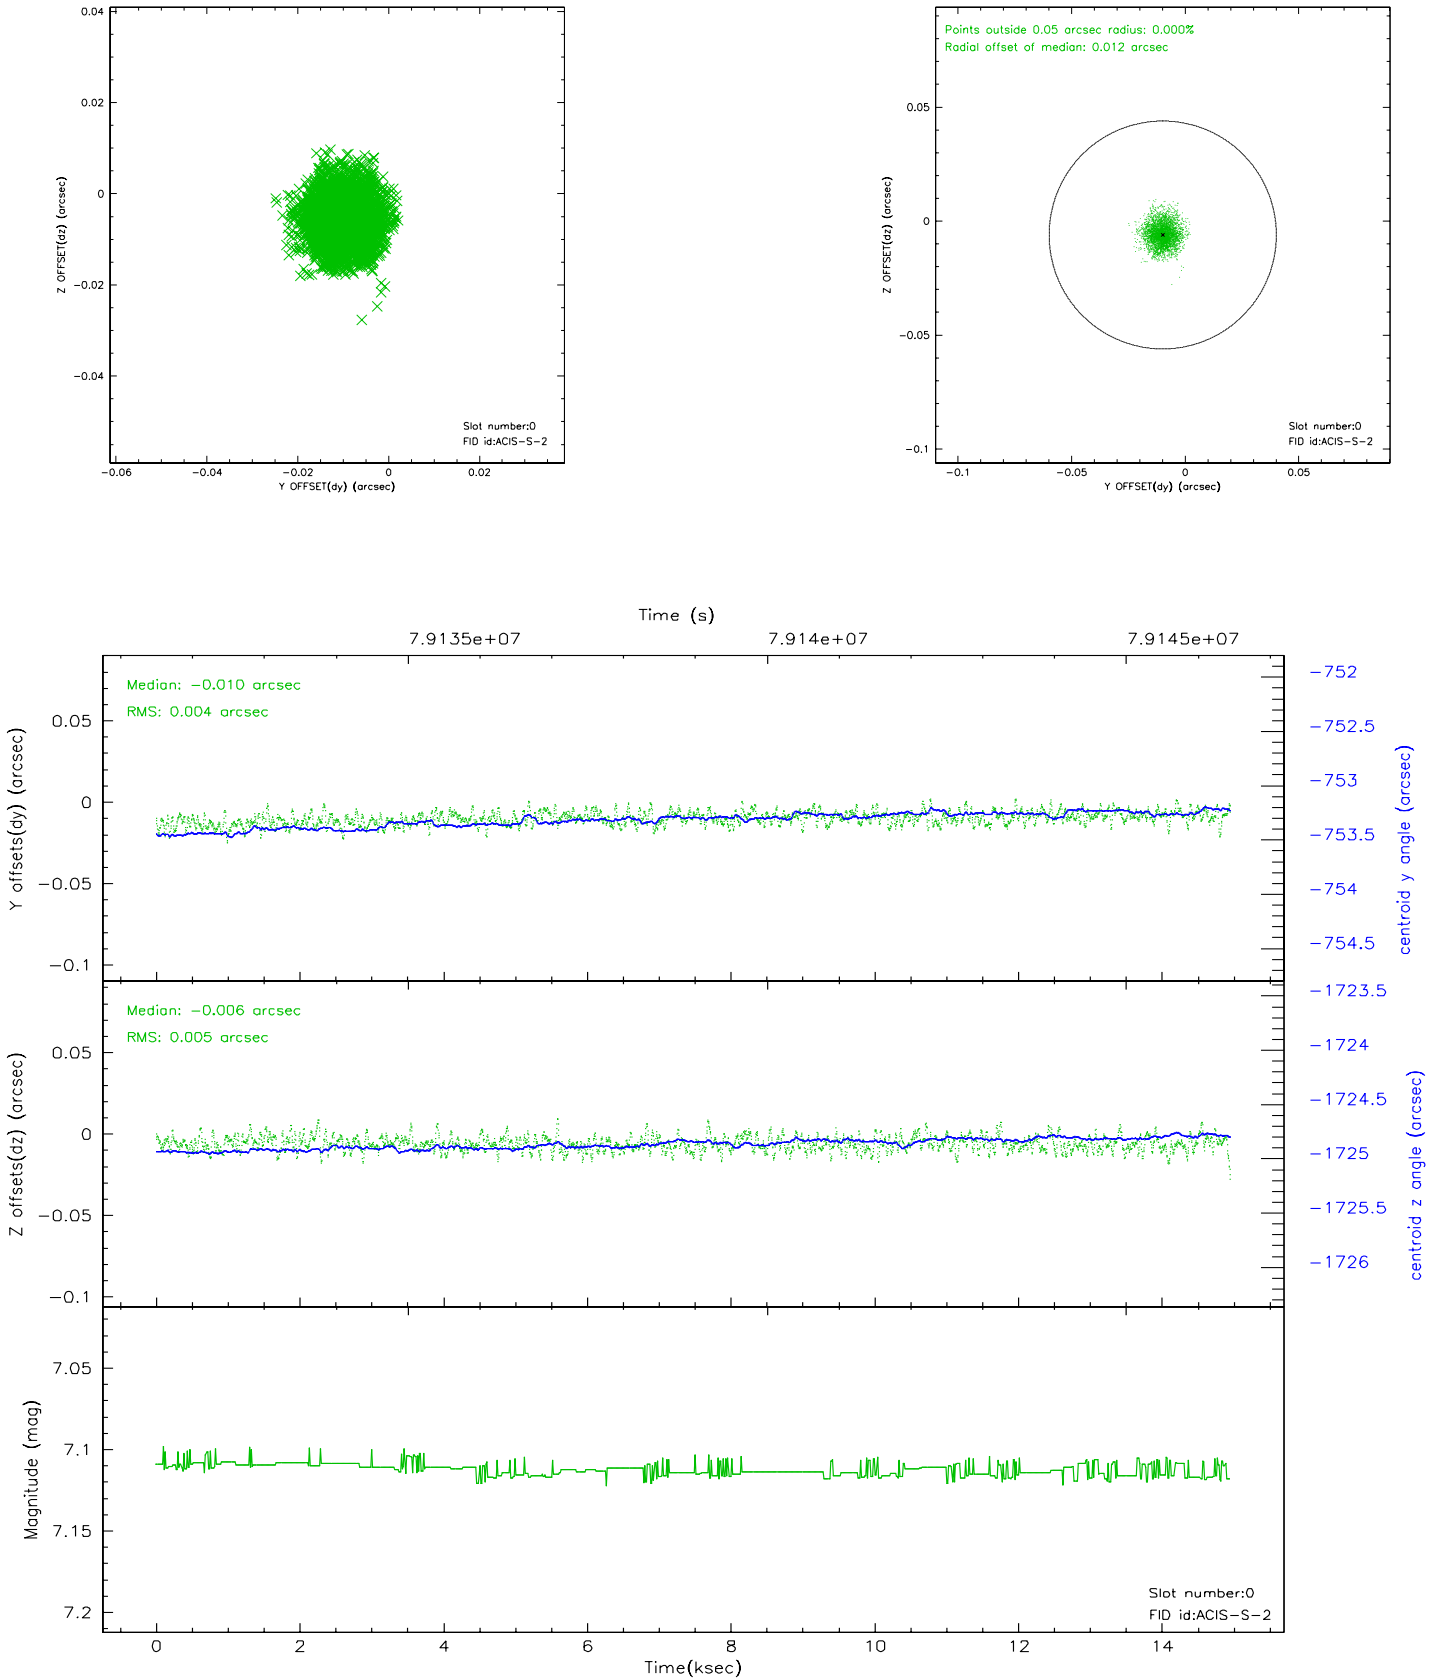 0.04
0.02
0
−0.02
−0.04
Z OFFSET(dz) (arcsec)
Slot number:0
FID id:ACIS−S−2
−0.06 −0.04 −0.02 0 0.02
Y OFFSET(dy) (arcsec)
Points outside 0.05 arcsec radius: 0.000%
Radial offset of median: 0.012 arcsec
0.05
0
−0.05
−0.1
Z OFFSET(dz) (arcsec)
Slot number:0
FID id:ACIS−S−2
−0.1 −0.05 0 0.05
Y OFFSET(dy) (arcsec)
Time (s)
7.9135e+07 7.914e+07 7.9145e+07
Median: −0.010 arcsec
RMS: 0.004 arcsec
0.05
0
−0.05
−0.1
Y offsets(dy) (arcsec)
−752
−752.5
−753
−753.5
−754
−754.5
centroid y angle (arcsec)
Median: −0.006 arcsec
RMS: 0.005 arcsec
0.05
0
−0.05
−0.1
Z offsets(dz) (arcsec)
−1723.5
−1724
−1724.5
−1725
−1725.5
−1726
centroid z angle (arcsec)
7.05
7.1
7.15
7.2
Magnitude (mag)
Slot number:0
FID id:ACIS−S−2
0 2 4 6 8 10 12 14
Time(ksec)